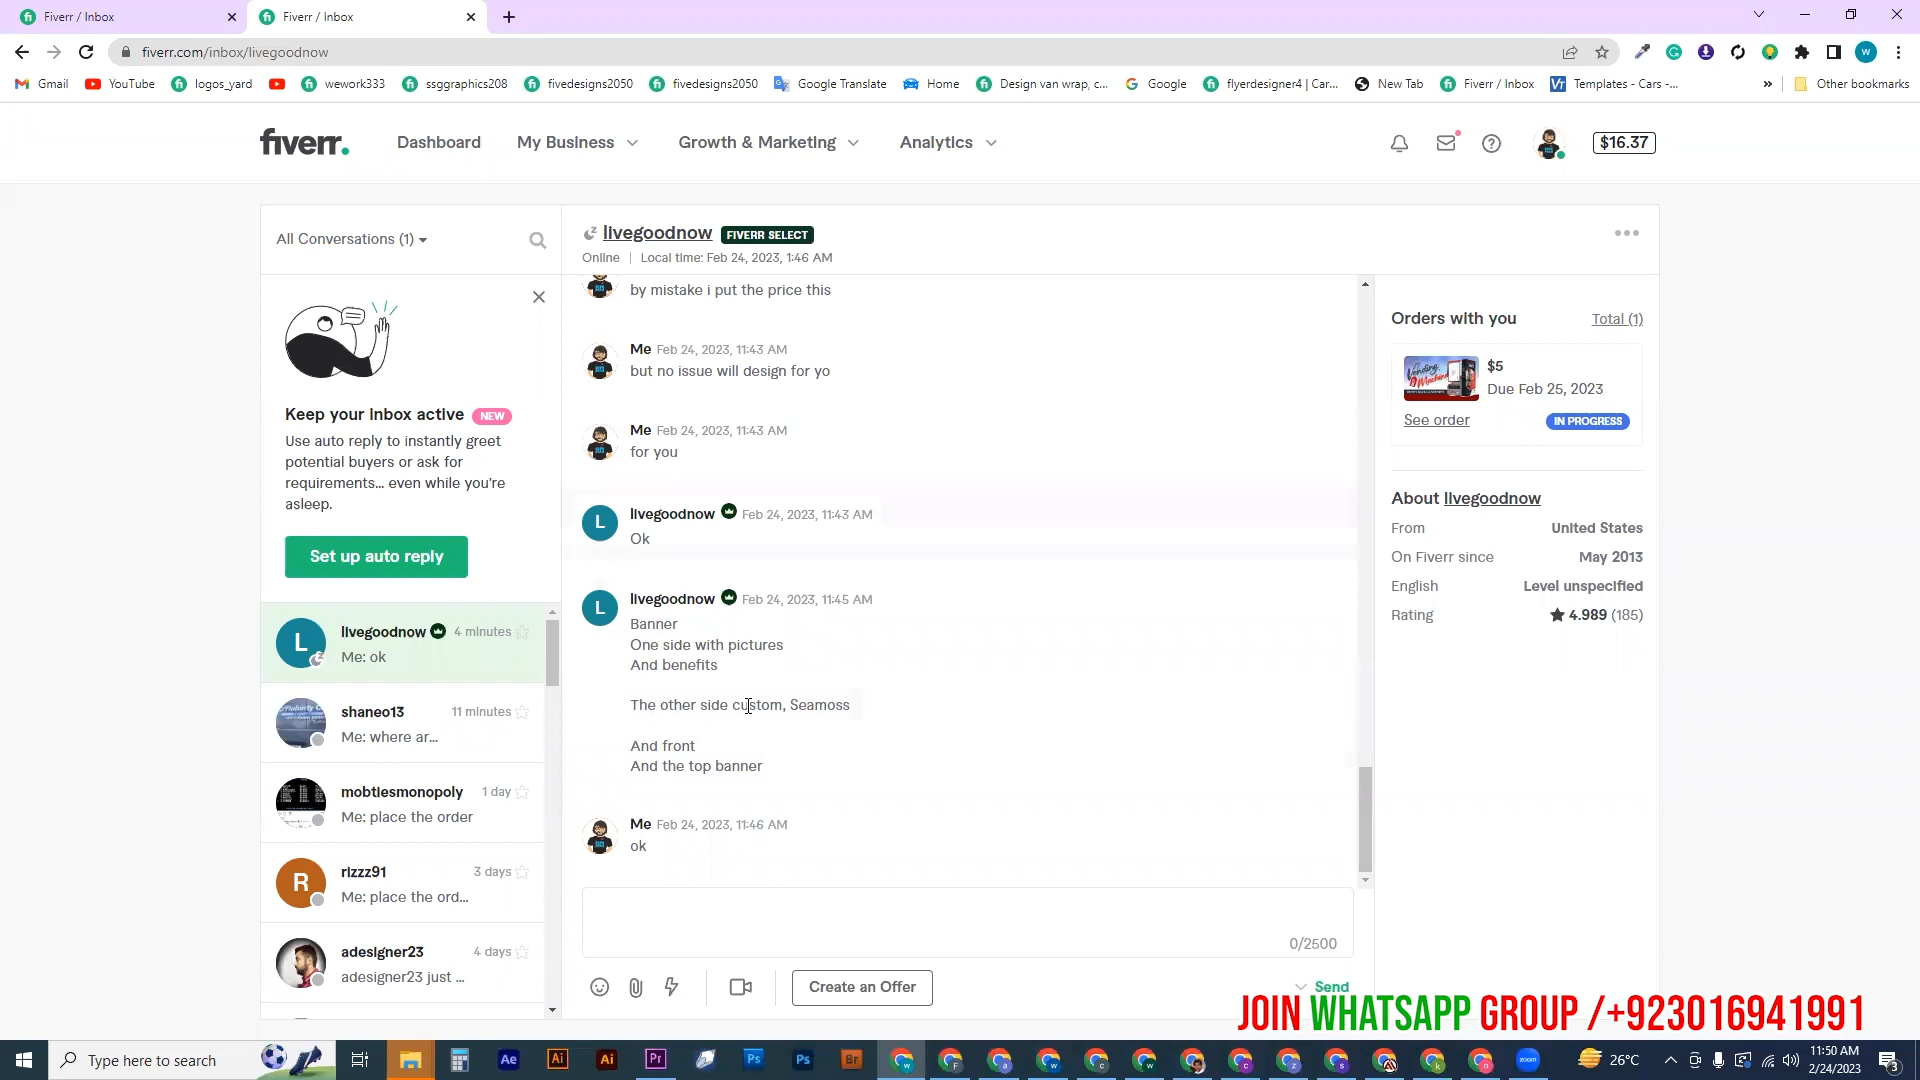 Fiverr / Inbox
Fiverr / Inbox
fiverr.com/inbox/livegoodnow
W
Gmail
YouTube
logos_yard
wework333
ssggraphics208
fivedesigns2050
fivedesigns2050
Google Translate
Home
Design van wrap, c...
Google
flyerdesigner4 | Car...
New Tab
Fiverr / Inbox
Templates - Cars -...
»
Other bookmarks
fiverr.
Dashboard
My Business
Growth & Marketing
Analytics
$16.37
All Conversations (1)
livegoodnow FIVERR SELECT
Online | Local time: Feb 24, 2023, 1:46 AM
Keep your inbox active NEW
Use auto reply to instantly greet
potential buyers or ask for
requirements... even while you're
asleep.
Set up auto reply
L
livegoodnow 4 minutes
Me: ok
shaneo13 11 minutes
Me: where ar...
mobtiesmonopoly 1 day
Me: place the order
R
rizzz91 3 days
Me: place the ord...
adesigner23 4 days
adesigner23 just ...
by mistake i put the price this
Me Feb 24, 2023, 11:43 AM
but no issue will design for yo
Me Feb 24, 2023, 11:43 AM
for you
L
livegoodnow Feb 24, 2023, 11:43 AM
Ok
L
livegoodnow Feb 24, 2023, 11:45 AM
Banner
One side with pictures
And benefits
The other side custom, Seamoss
And front
And the top banner
Me Feb 24, 2023, 11:46 AM
ok
0/2500
Create an Offer
Send
Orders with you
Total (1)
Vending
Machine
$5
Due Feb 25, 2023
See order
IN PROGRESS
About livegoodnow
From United States
On Fiverr since May 2013
English Level unspecified
Rating 4.989 (185)
JOIN WHATSAPP GROUP /+923016941991
Type here to search
Ae
Ai
Ai
Pr
Ps
Ps
Br
zoom
26°C
11:50 AM
2/24/2023
3